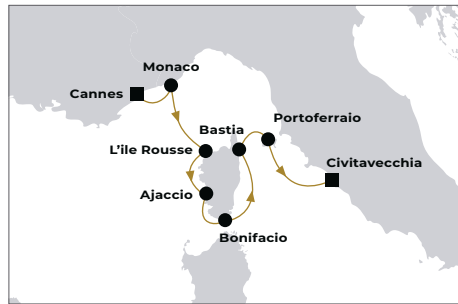 Monaco
Cannes
Portoferraio
Bastia
L'ile Rousse
Civitavecchia
Ajaccio
Bonifacio